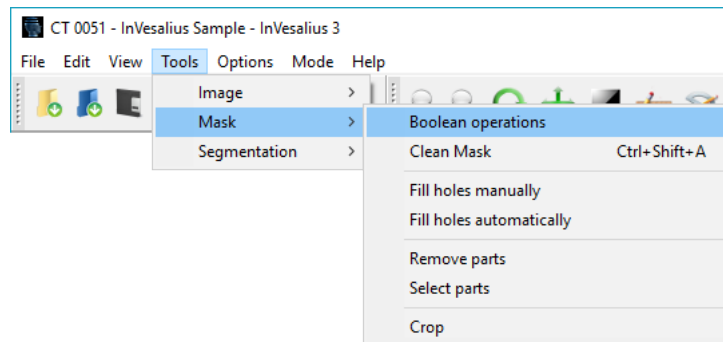 CT 0051 - InVesalius Sample - InVesalius 3
File Edit View Tools Options Mode Help
Image
Mask
Segmentation
Boolean operations
Clean Mask Ctrl+Shift+A
Fill holes manually
Fill holes automatically
Remove parts
Select parts
Crop